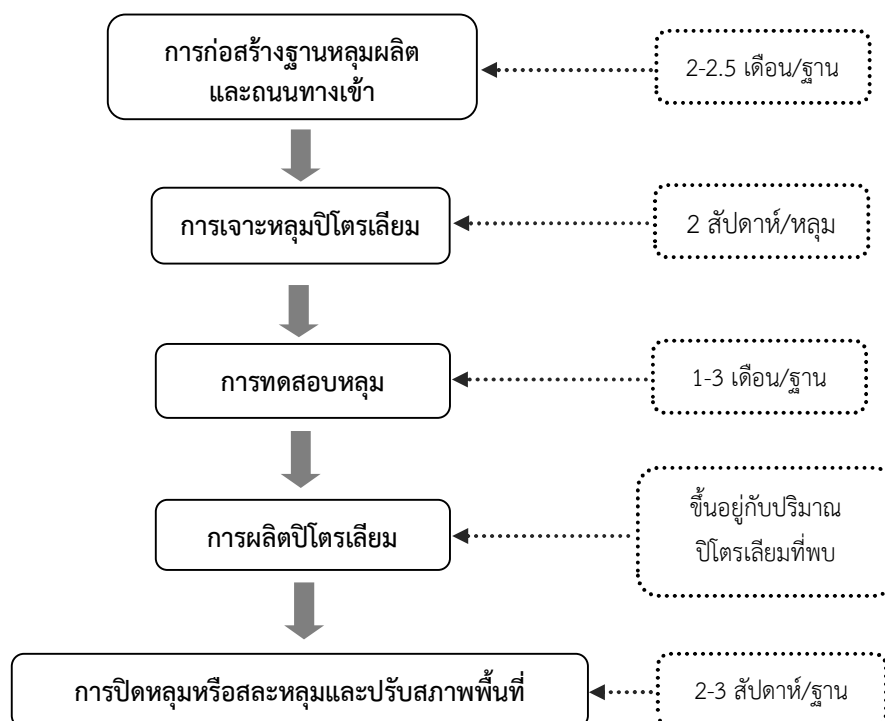 การก่อสร้างฐานหลุมผลิต
และถนนทางเข้า
2-2.5 เดือน/ฐาน
การเจาะหลุมปิโตรเลียม
2 สัปดาห์/หลุม
การทดสอบหลุม
1-3 เดือน/ฐาน
การผลิตปิโตรเลียม
ขึ้นอยู่กับปริมาณ
ปิโตรเลียมที่พบ
การปิดหลุมหรือสละหลุมและปรับสภาพพื้นที่
2-3 สัปดาห์/ฐาน